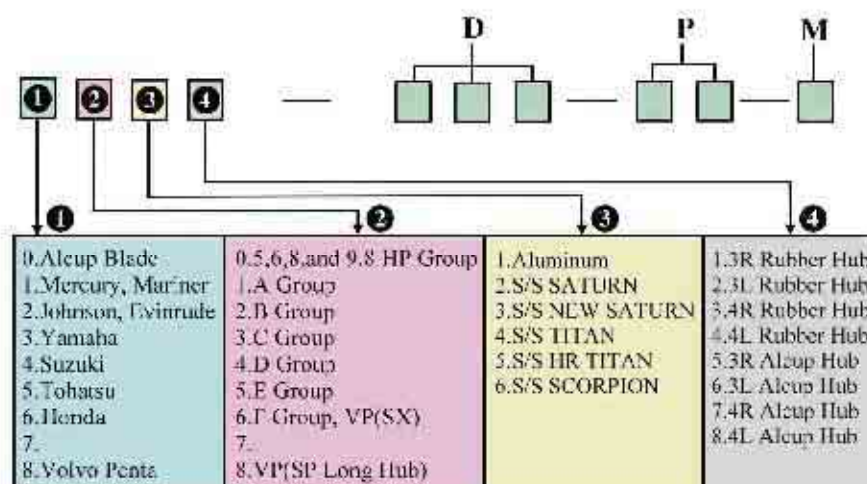 D P M
1 2 3 4
1 2 3 4
0.Alcup Blade
1.Mercury, Mariner
2.Johnson, Evinrude
3.Yamaha
4.Suzuki
5.Tohatsu
6.Honda
7.
8.Volvo Penta
0.5,6,8,and 9.8 HP Group
1.A Group
2.B Group
3.C Group
4.D Group
5.E Group
6.F Group, VP(SX)
7.
8.VP(SP Long Hub)
1.Aluminum
2.S/S SATURN
3.S/S NEW SATURN
4.S/S TITAN
5.S/S HR TITAN
6.S/S SCORPION
1.3R Rubber Hub
2.3L Rubber Hub
3.4R Rubber Hub
4.4L Rubber Hub
5.3R Alcup Hub
6.3L Alcup Hub
7.4R Alcup Hub
8.4L Alcup Hub